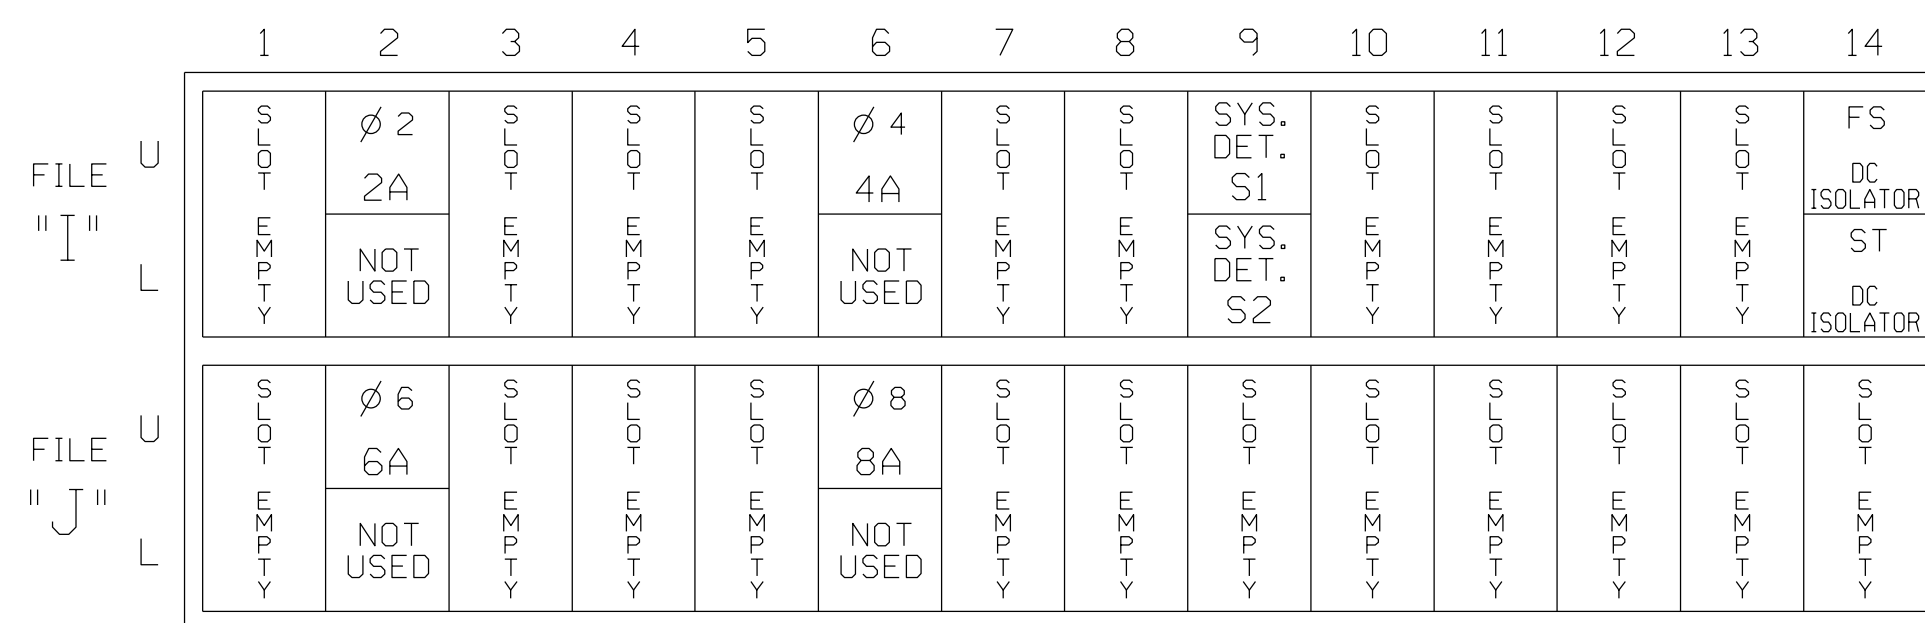 1 2 3 4 5 6 7 8 9 10 11 12 13 14
FILE
"I"
U
L
SLOT EMPTY
Ø 2
2A
NOT
USED
SLOT EMPTY
SLOT EMPTY
SLOT EMPTY
Ø 4
4A
NOT
USED
SLOT EMPTY
SLOT EMPTY
SYS.
DET.
S1
SYS.
DET.
S2
SLOT EMPTY
SLOT EMPTY
SLOT EMPTY
SLOT EMPTY
FS
DC
ISOLATOR
ST
DC
ISOLATOR
FILE
"J"
U
L
SLOT EMPTY
Ø 6
6A
NOT
USED
SLOT EMPTY
SLOT EMPTY
SLOT EMPTY
Ø 8
8A
NOT
USED
SLOT EMPTY
SLOT EMPTY
SLOT EMPTY
SLOT EMPTY
SLOT EMPTY
SLOT EMPTY
SLOT EMPTY
SLOT EMPTY